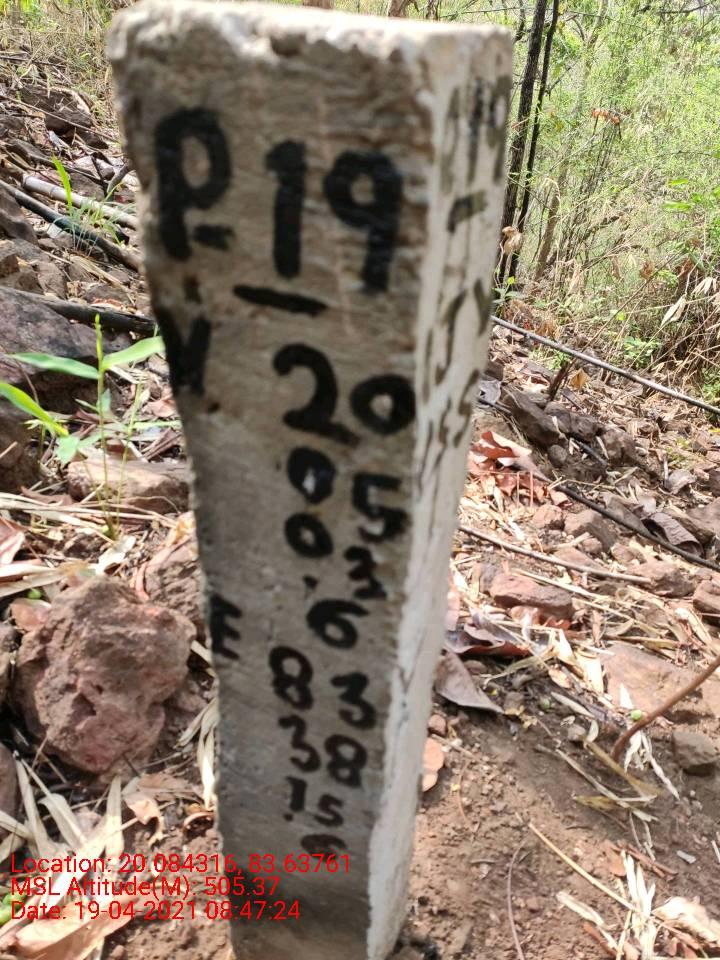 P-19
N 20
05
03
.6
E 83
38
15
Location: 20.084316, 83.63761
MSL Altitude(M). 505.37
Date. 19-04-2021 08:47:24